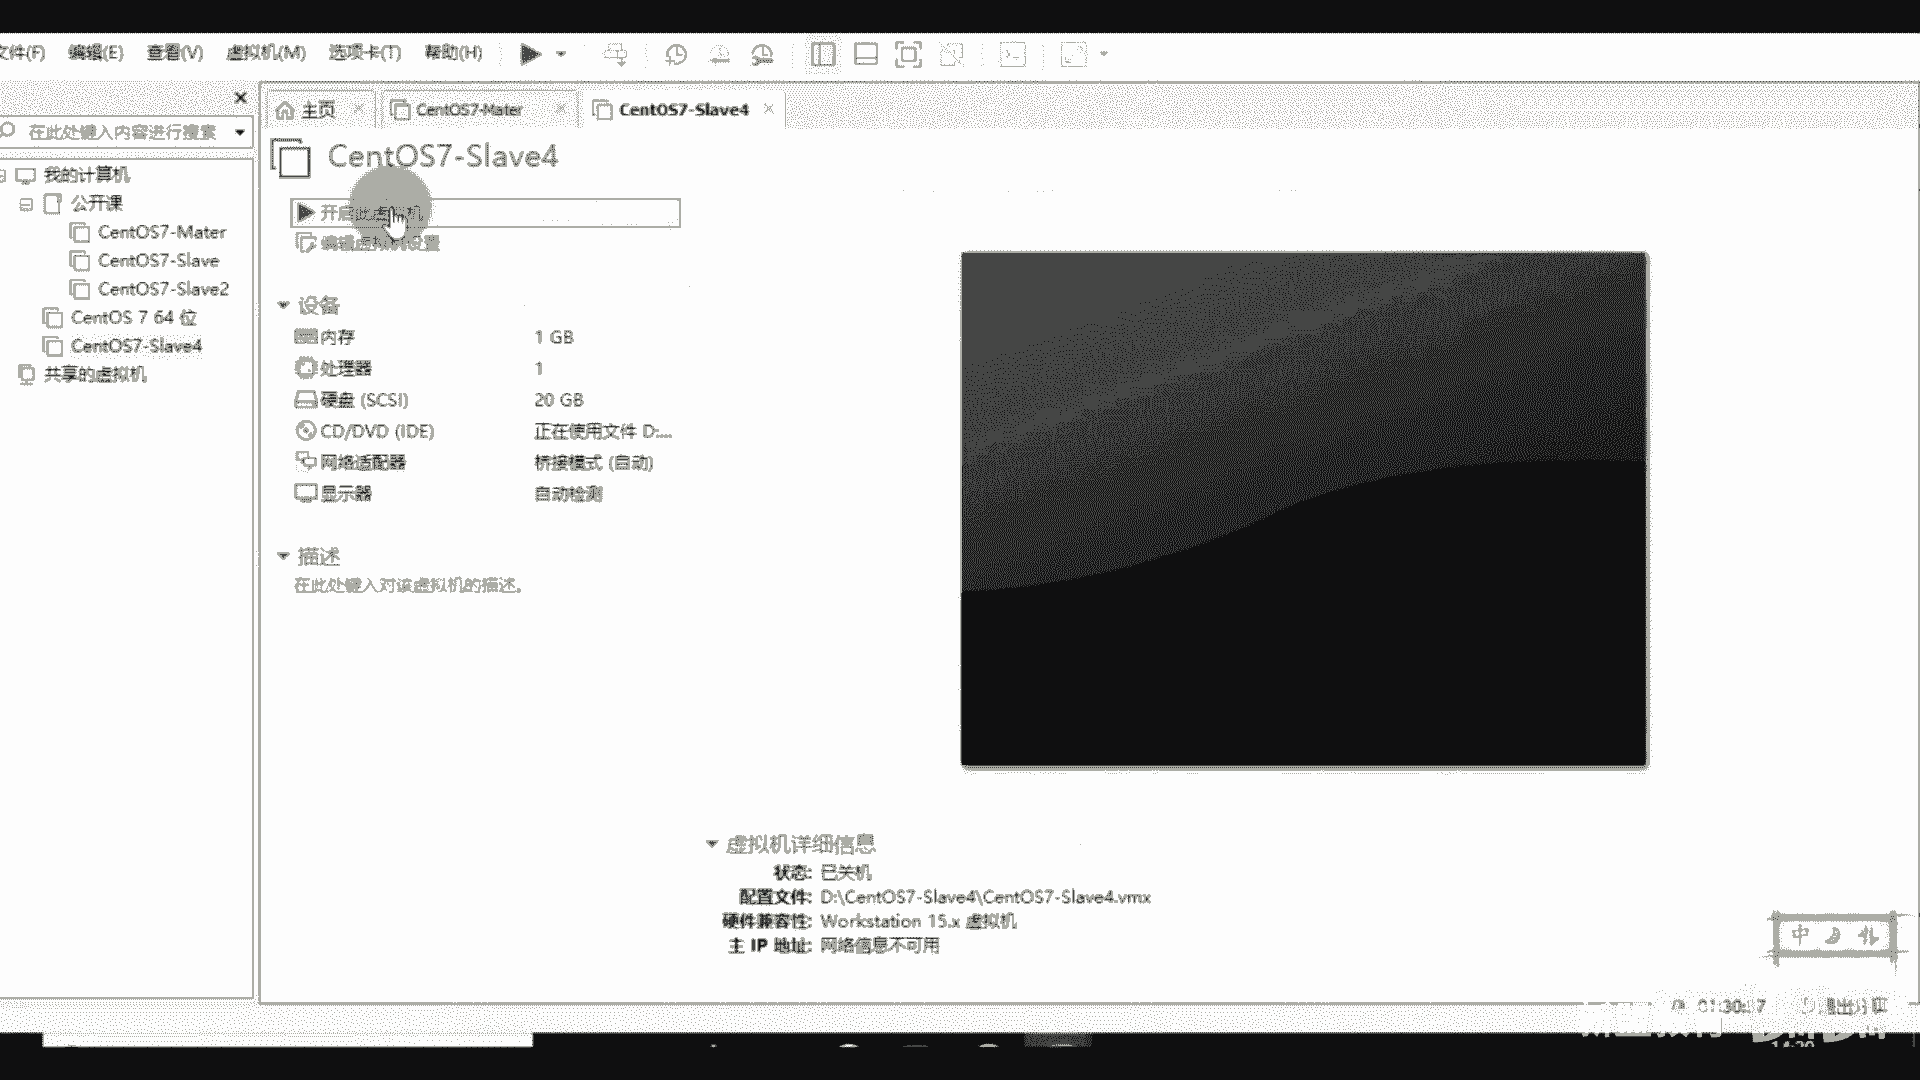 文件(F) 编辑(E) 查看(V) 虚拟机(M) 选项卡(T) 帮助(H)
在此处键入内容进行搜索
我的计算机
公开课
CentOS7-Mater
CentOS7-Slave
CentOS7-Slave2
CentOS 7 64 位
CentOS7-Slave4
共享的虚拟机
主页 CentOS7-Mater CentOS7-Slave4
CentOS7-Slave4
开启此虚拟机
编辑虚拟机设置
设备
内存 1 GB
处理器 1
硬盘 (SCSI) 20 GB
CD/DVD (IDE) 正在使用文件 D:...
网络适配器 桥接模式 (自动)
显示器 自动检测
描述
在此处键入对该虚拟机的描述。
虚拟机详细信息
状态: 已关机
配置文件: D:\CentOS7-Slave4\CentOS7-Slave4.vmx
硬件兼容性: Workstation 15.x 虚拟机
主 IP 地址: 网络信息不可用
中
退出分享